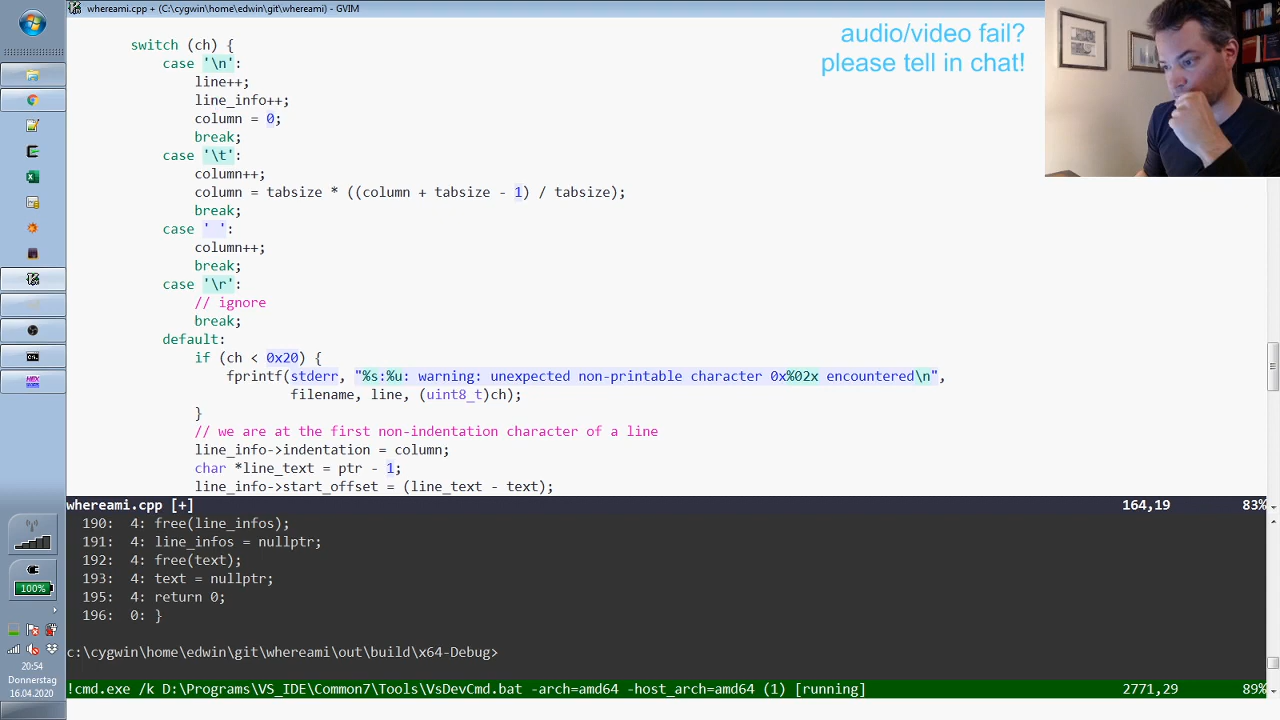 whereami.cpp + (C:\cygwin\home\edwin\git\whereami) - GVIM
audio/video fail?
please tell in chat!
switch (ch) {
case '\n':
line++;
line_info++;
column = 0;
break;
case '\t':
column++;
column = tabsize * ((column + tabsize - 1) / tabsize);
break;
case ' ':
column++;
break;
case '\r':
// ignore
break;
default:
if (ch < 0x20) {
fprintf(stderr, "%s:%u: warning: unexpected non-printable character 0x%02x encountered\n",
filename, line, (uint8_t)ch);
}
// we are at the first non-indentation character of a line
line_info->indentation = column;
char *line_text = ptr - 1;
line_info->start_offset = (line_text - text);
whereami.cpp [+] 164,19 83%
190: 4: free(line_infos);
191: 4: line_infos = nullptr;
192: 4: free(text);
193: 4: text = nullptr;
195: 4: return 0;
196: 0: }
c:\cygwin\home\edwin\git\whereami\out\build\x64-Debug>
!cmd.exe /k D:\Programs\VS_IDE\Common7\Tools\VsDevCmd.bat -arch=amd64 -host_arch=amd64 (1) [running] 2771,29 89%
100%
20:54
Donnerstag
16.04.2020
HEX